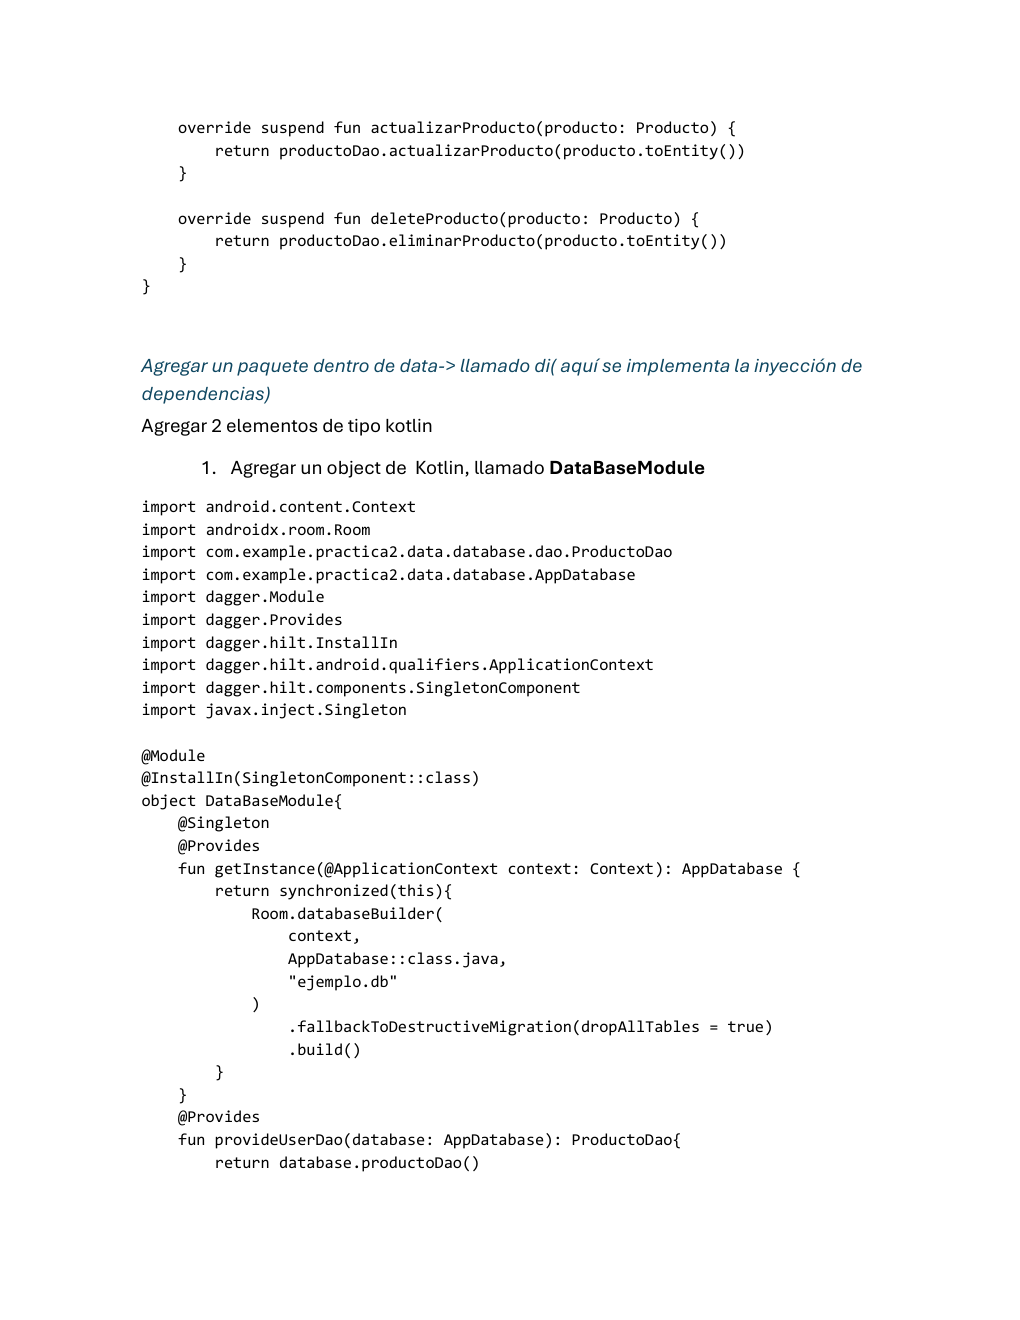 override suspend fun actualizarProducto(producto: Producto) {
        return productoDao.actualizarProducto(producto.toEntity())
    }

    override suspend fun deleteProducto(producto: Producto) {
        return productoDao.eliminarProducto(producto.toEntity())
    }
}

Agregar un paquete dentro de data-> llamado di( aquí se implementa la inyección de
dependencias)
Agregar 2 elementos de tipo kotlin
1. Agregar un object de  Kotlin, llamado DataBaseModule
import android.content.Context
import androidx.room.Room
import com.example.practica2.data.database.dao.ProductoDao
import com.example.practica2.data.database.AppDatabase
import dagger.Module
import dagger.Provides
import dagger.hilt.InstallIn
import dagger.hilt.android.qualifiers.ApplicationContext
import dagger.hilt.components.SingletonComponent
import javax.inject.Singleton

@Module
@InstallIn(SingletonComponent::class)
object DataBaseModule{
    @Singleton
    @Provides
    fun getInstance(@ApplicationContext context: Context): AppDatabase {
        return synchronized(this){
            Room.databaseBuilder(
                context,
                AppDatabase::class.java,
                "ejemplo.db"
            )
                .fallbackToDestructiveMigration(dropAllTables = true)
                .build()
        }
    }
    @Provides
    fun provideUserDao(database: AppDatabase): ProductoDao{
        return database.productoDao()